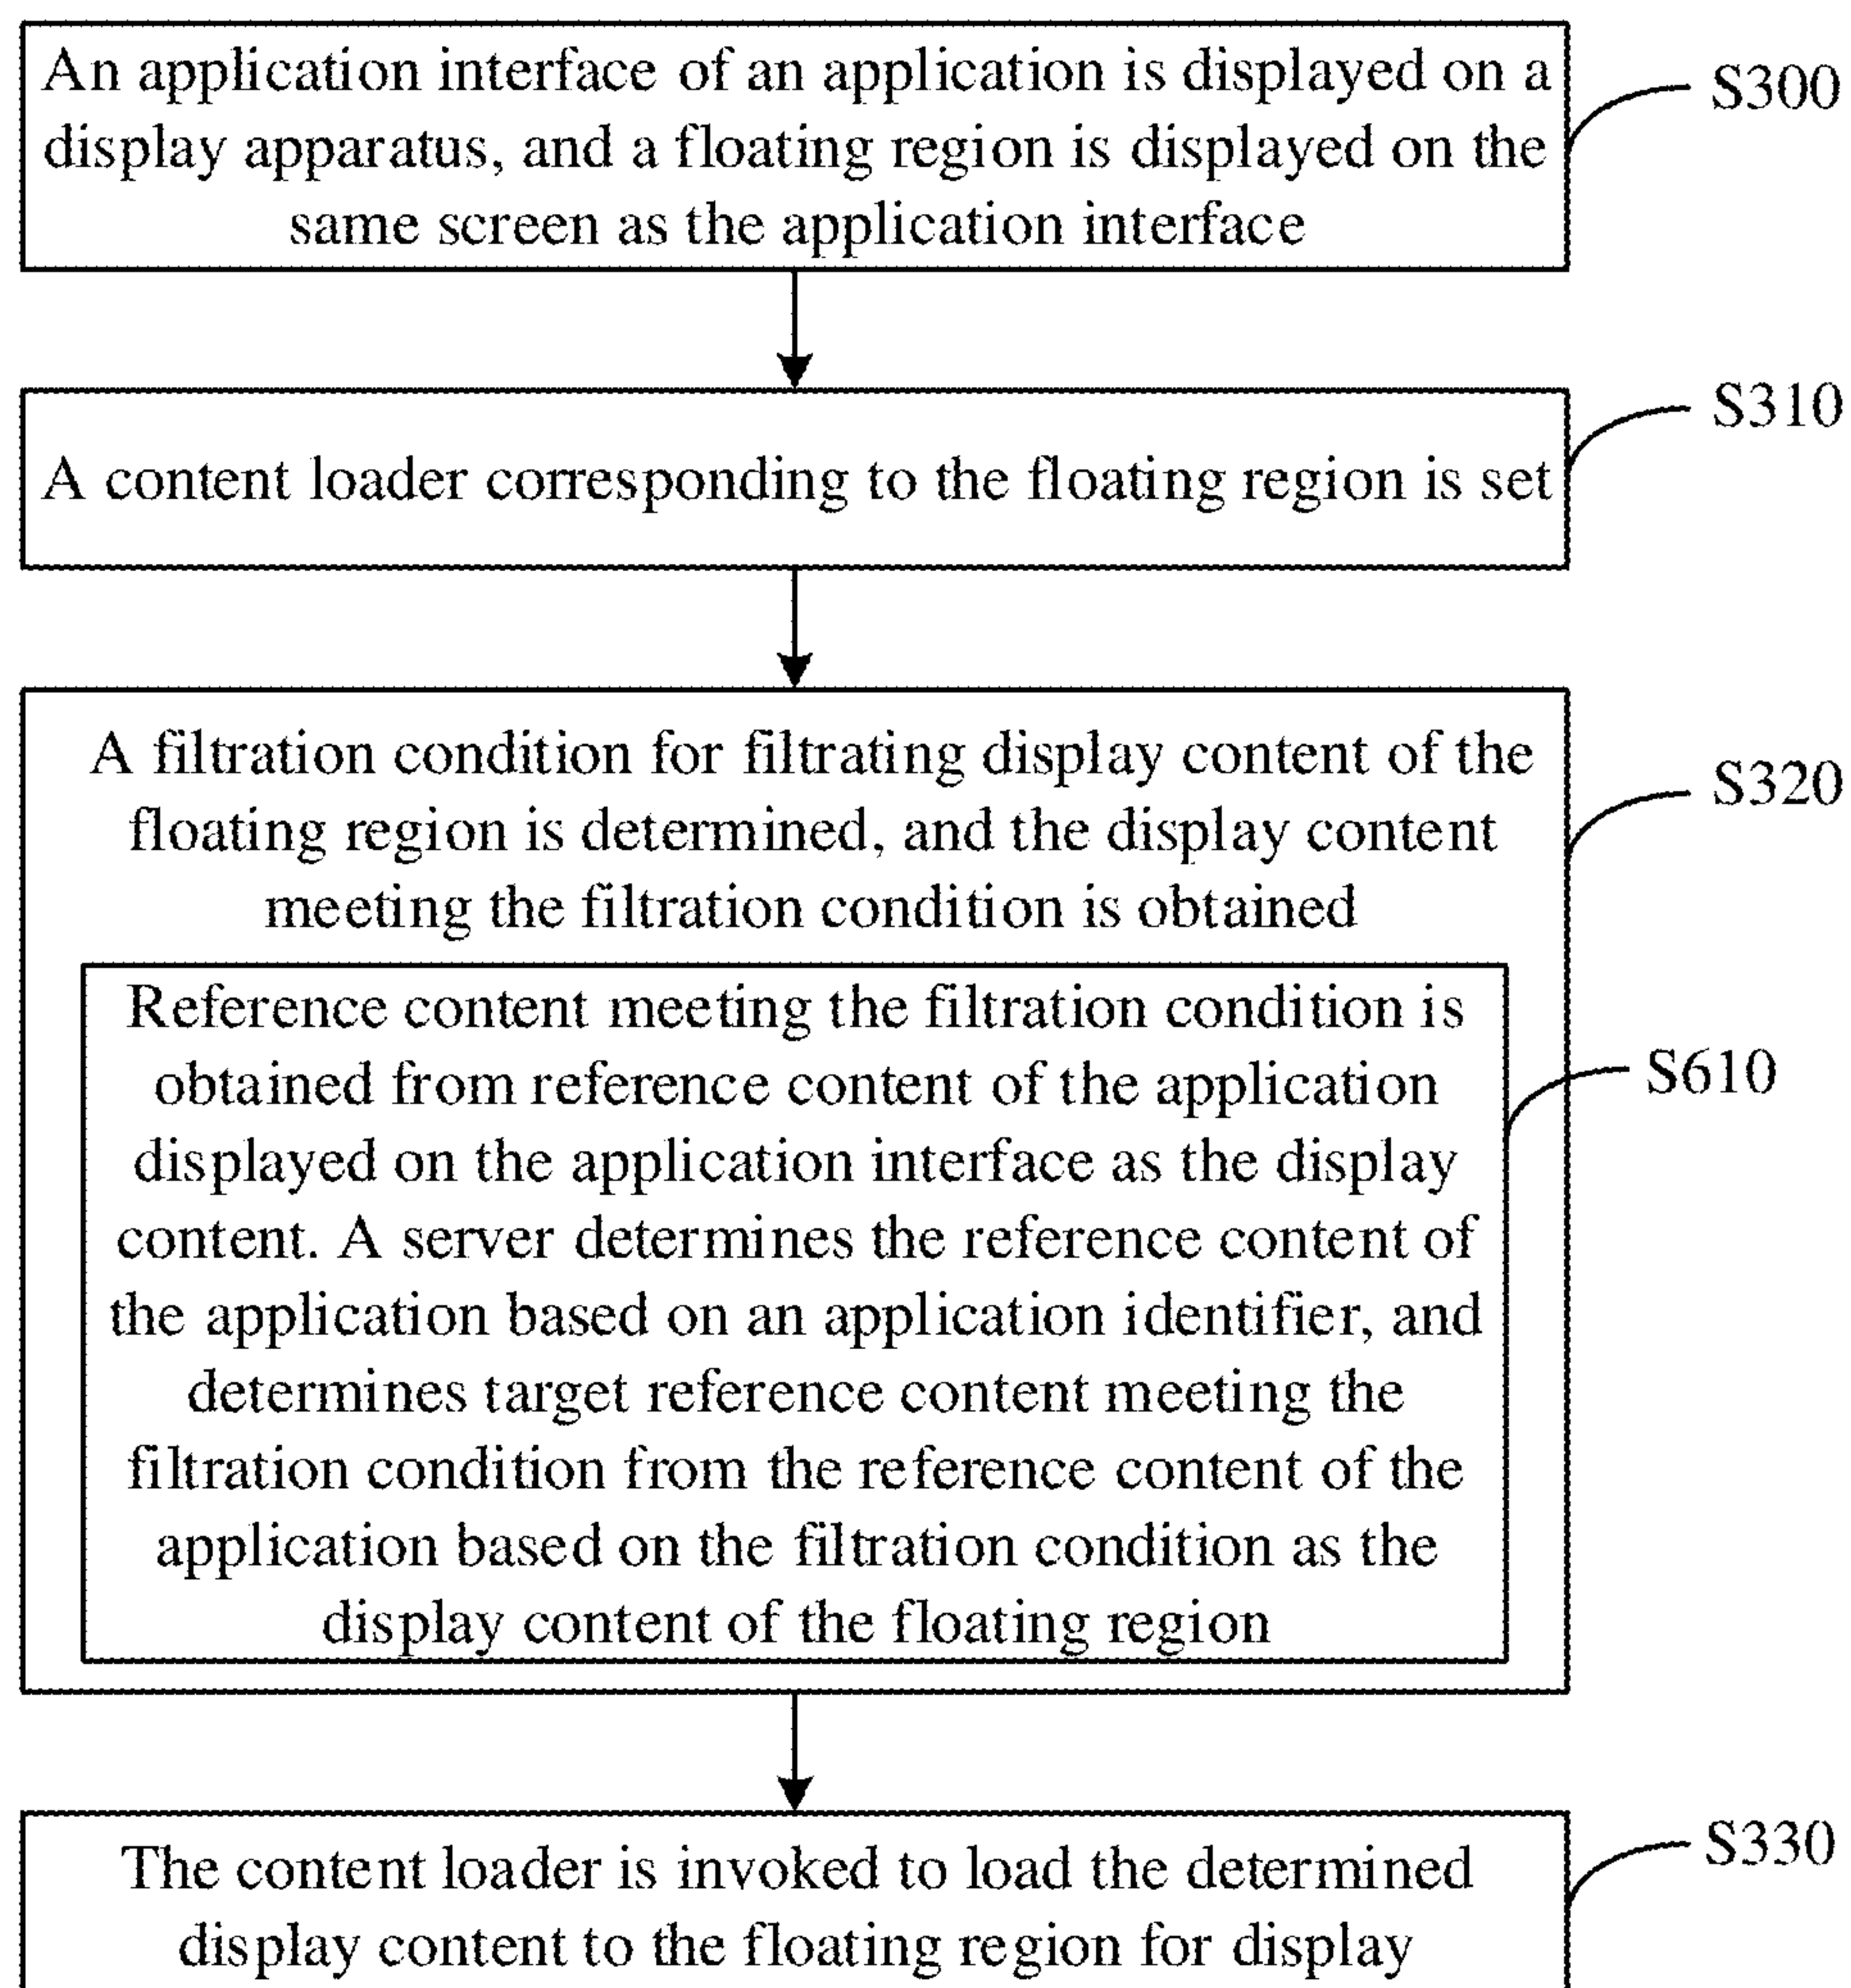 An application interface of an application is displayed on a
display apparatus, and a floating region is displayed on the
same screen as the application interface
S300
A content loader corresponding to the floating region is set
S310
A filtration condition for filtrating display content of the
floating region is determined, and the display content
meeting the filtration condition is obtained
S320
Reference content meeting the filtration condition is
obtained from reference content of the application
displayed on the application interface as the display
content. A server determines the reference content of
the application based on an application identifier, and
determines target reference content meeting the
filtration condition from the reference content of the
application based on the filtration condition as the
display content of the floating region
S610
The content loader is invoked to load the determined
display content to the floating region for display
S330